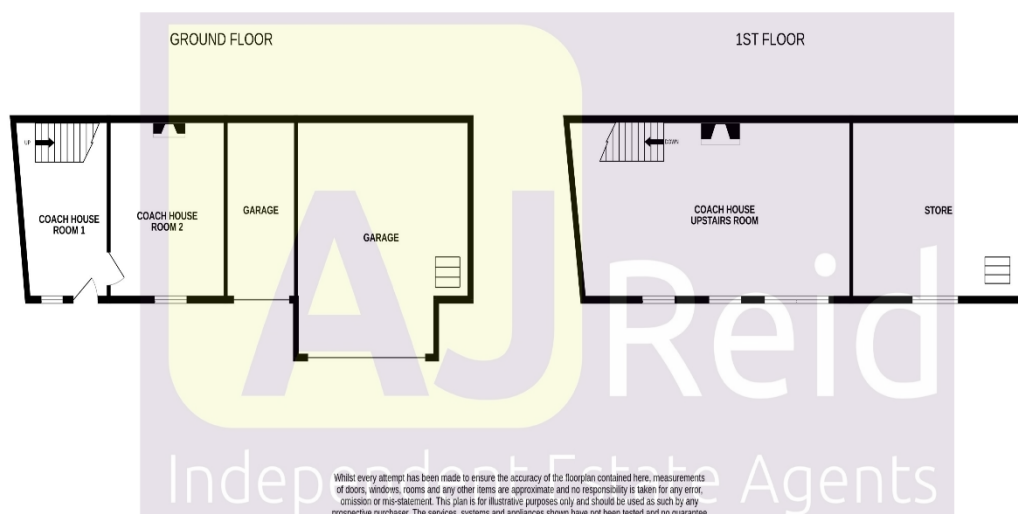 GROUND FLOOR
1ST FLOOR
UP
COACH HOUSE
ROOM 1
COACH HOUSE
ROOM 2
GARAGE
GARAGE
DOWN
COACH HOUSE
UPSTAIRS ROOM
STORE
AJ Reid
Independent Estate Agents
Whilst every attempt has been made to ensure the accuracy of the floorplan contained here, measurements
of doors, windows, rooms and any other items are approximate and no responsibility is taken for any error,
omission or mis-statement. This plan is for illustrative purposes only and should be used as such by any
prospective purchaser. The services, systems and appliances shown have not been tested and no guarantee